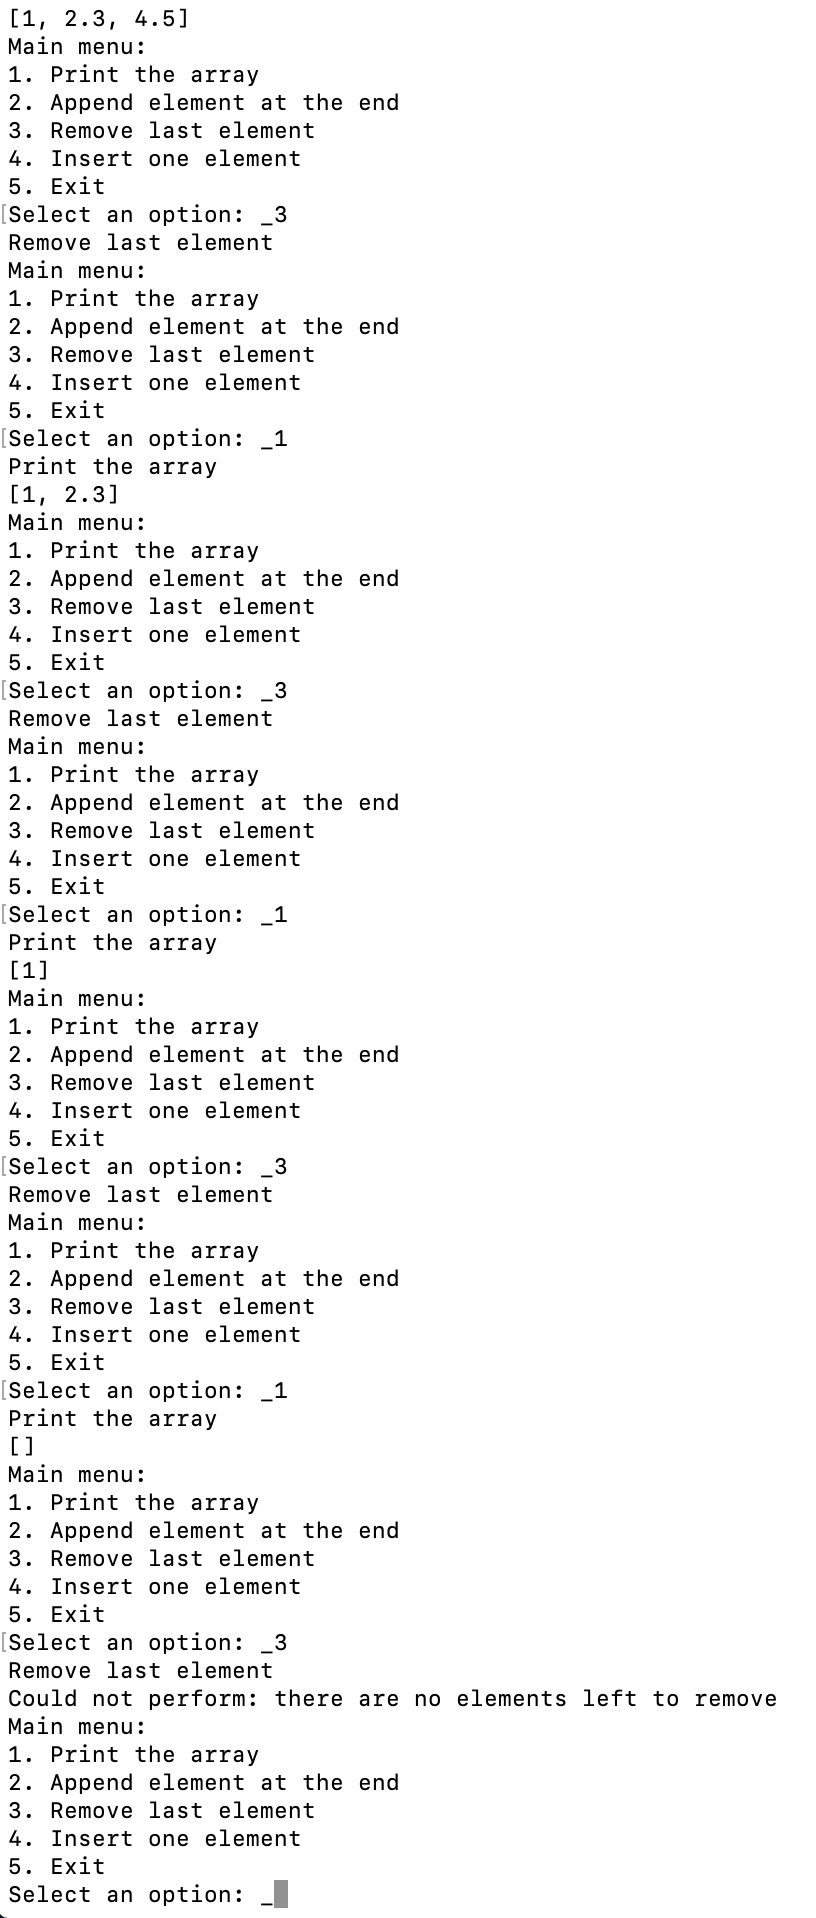 [1, 2.3, 4.5]
Main menu:
1. Print the array
2. Append element at the end
3. Remove last element
4. Insert one element
5. Exit
[Select an option: _3
Remove last element
Main menu:
1. Print the array
2. Append element at the end
3. Remove last element
4. Insert one element
5. Exit
[Select an option: _1
Print the array
[1, 2.3]
Main menu:
1. Print the array
2. Append element at the end
3. Remove last element
4. Insert one element
5. Exit
[Select an option: _3
Remove last element
Main menu:
1. Print the array
2. Append element at the end
3. Remove last element
4. Insert one element
5. Exit
[Select an option: _1
Print the array
[1]
Main menu:
1. Print the array
2. Append element at the end
3. Remove last element
4. Insert one element
5. Exit
[Select an option: _3
Remove last element
Main menu:
1. Print the array
2. Append element at the end
3. Remove last element
4. Insert one element
5. Exit
[Select an option: _1
Print the array
[]
Main menu:
1. Print the array
2. Append element at the end
3. Remove last element
4. Insert one element
5. Exit
[Select an option: _3
Remove last element
Could not perform: there are no elements left to remove
Main menu:
1. Print the array
2. Append element at the end
3. Remove last element
4. Insert one element
5. Exit
Select an option: _